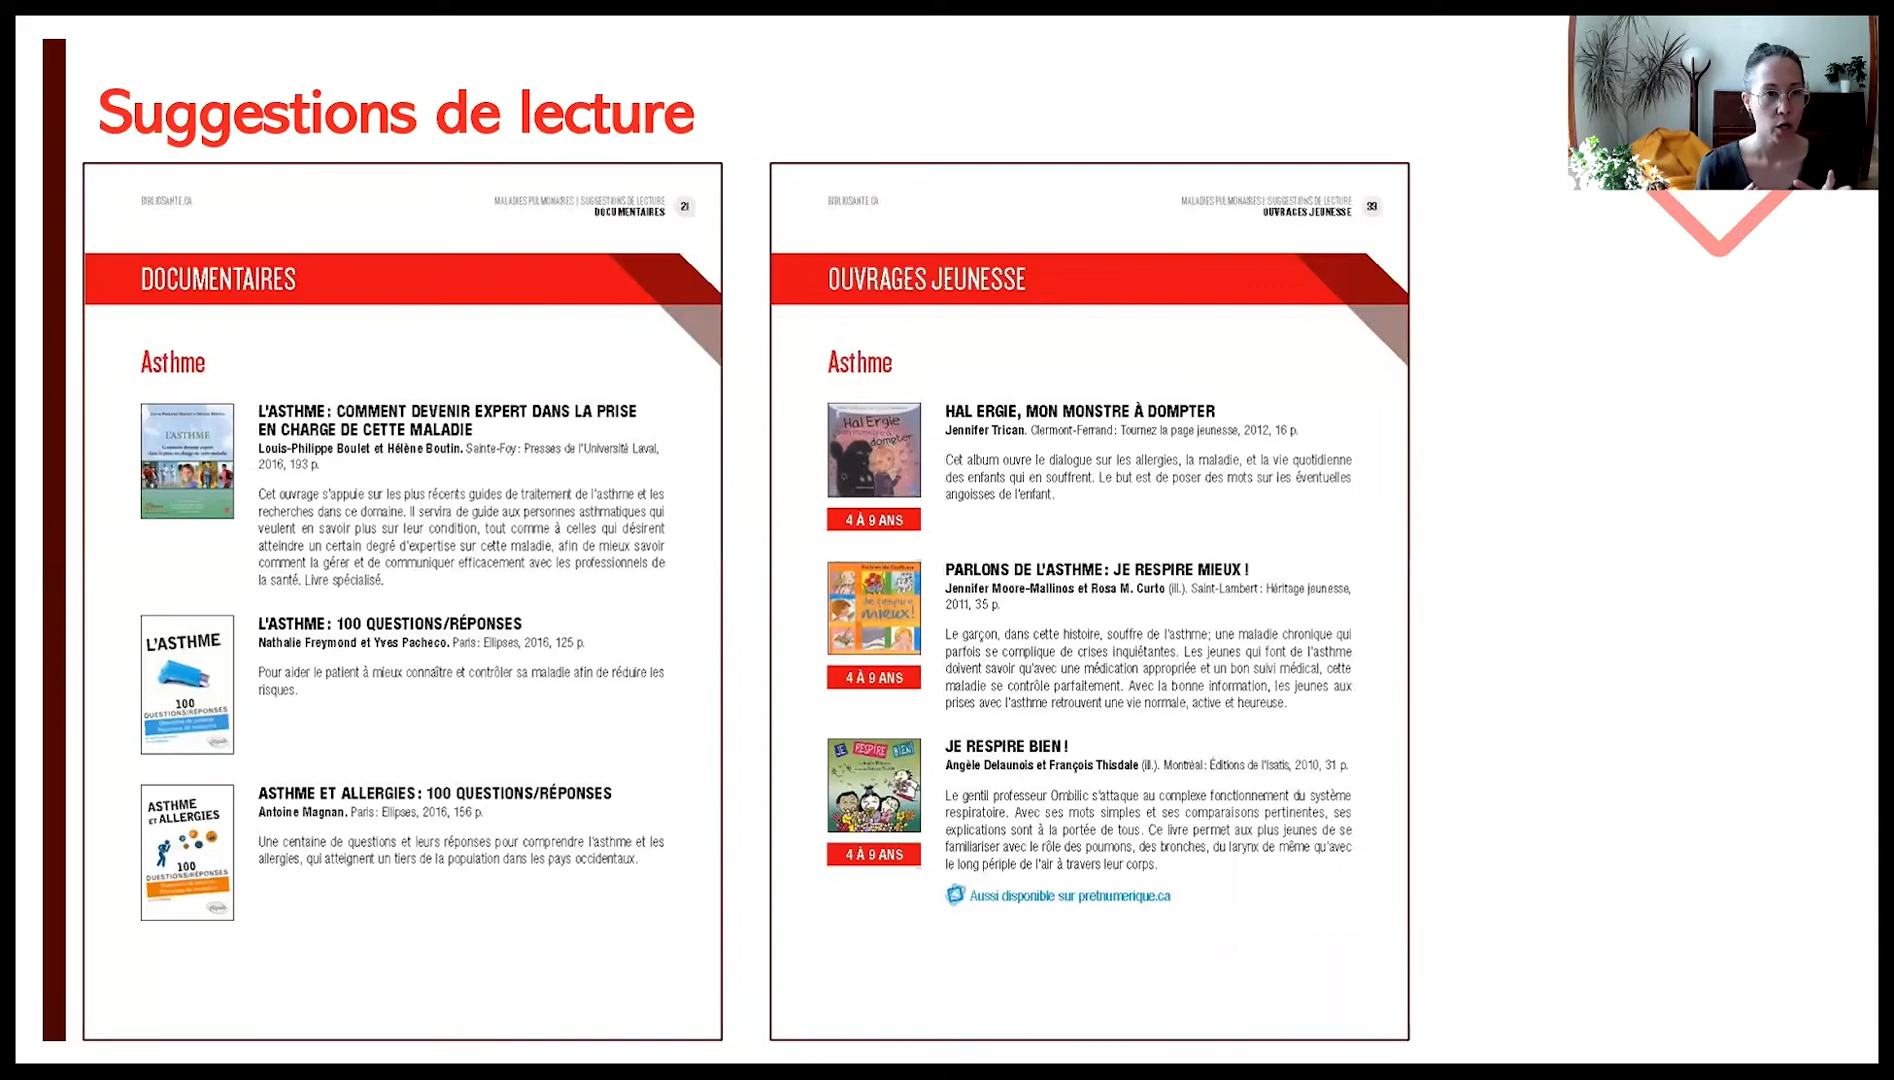 Suggestions de lecture
BIBLIOSANTE.CA
MALADIES PULMONAIRES | SUGGESTIONS DE LECTURE
DOCUMENTAIRES
21
DOCUMENTAIRES
Asthme
L'ASTHME
L'ASTHME : COMMENT DEVENIR EXPERT DANS LA PRISE
EN CHARGE DE CETTE MALADIE
Louis-Philippe Boulet et Hélène Boutin. Sainte-Foy : Presses de l'Université Laval,
2016, 193 p.
Cet ouvrage s'appuie sur les plus récents guides de traitement de l'asthme et les
recherches dans ce domaine. Il servira de guide aux personnes asthmatiques qui
veulent en savoir plus sur leur condition, tout comme à celles qui désirent
atteindre un certain degré d'expertise sur cette maladie, afin de mieux savoir
comment la gérer et de communiquer efficacement avec les professionnels de
la santé. Livre spécialisé.
L'ASTHME
100
QUESTIONS/RÉPONSES
L'ASTHME : 100 QUESTIONS/RÉPONSES
Nathalie Freymond et Yves Pacheco. Paris : Ellipses, 2016, 125 p.
Pour aider le patient à mieux connaître et contrôler sa maladie afin de réduire les
risques.
ASTHME
ET ALLERGIES
100
QUESTIONS/RÉPONSES
ASTHME ET ALLERGIES : 100 QUESTIONS/RÉPONSES
Antoine Magnan. Paris : Ellipses, 2016, 156 p.
Une centaine de questions et leurs réponses pour comprendre l'asthme et les
allergies, qui atteignent un tiers de la population dans les pays occidentaux.
BIBLIOSANTE.CA
MALADIES PULMONAIRES | SUGGESTIONS DE LECTURE
OUVRAGES JEUNESSE
33
OUVRAGES JEUNESSE
Asthme
Hal Ergie
mon monstre à
dompter
4 À 9 ANS
HAL ERGIE, MON MONSTRE À DOMPTER
Jennifer Trican. Clermont-Ferrand : Tournez la page jeunesse, 2012, 16 p.
Cet album ouvre le dialogue sur les allergies, la maladie, et la vie quotidienne
des enfants qui en souffrent. Le but est de poser des mots sur les éventuelles
angoisses de l'enfant.
Je respire
mieux!
4 À 9 ANS
PARLONS DE L'ASTHME : JE RESPIRE MIEUX !
Jennifer Moore-Mallinos et Rosa M. Curto (ill.). Saint-Lambert : Héritage jeunesse,
2011, 35 p.
Le garçon, dans cette histoire, souffre de l'asthme; une maladie chronique qui
parfois se complique de crises inquiétantes. Les jeunes qui font de l'asthme
doivent savoir qu'avec une médication appropriée et un bon suivi médical, cette
maladie se contrôle parfaitement. Avec la bonne information, les jeunes aux
prises avec l'asthme retrouvent une vie normale, active et heureuse.
JE RESPIRE BIEN!
4 À 9 ANS
JE RESPIRE BIEN !
Angèle Delaunois et François Thisdale (ill.). Montréal : Éditions de l'Isatis, 2010, 31 p.
Le gentil professeur Ombilic s'attaque au complexe fonctionnement du système
respiratoire. Avec ses mots simples et ses comparaisons pertinentes, ses
explications sont à la portée de tous. Ce livre permet aux plus jeunes de se
familiariser avec le rôle des poumons, des bronches, du larynx de même qu'avec
le long périple de l'air à travers leur corps.
Aussi disponible sur pretnumerique.ca